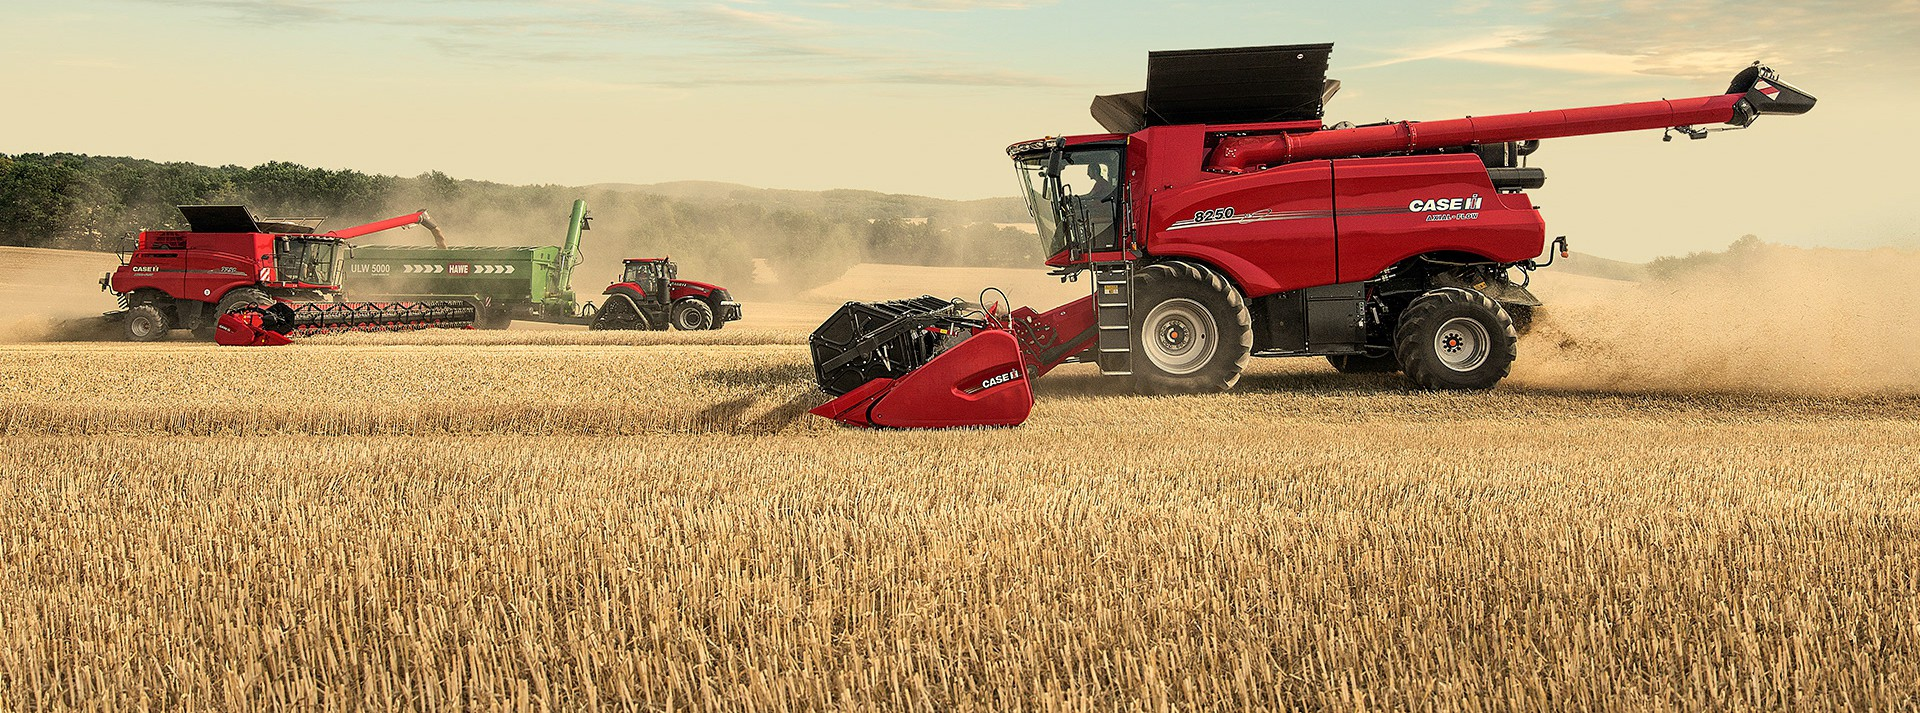 8250
CASE IH
AXIAL-FLOW
CASE IH
CASE IH
ULW 5000
HAWE